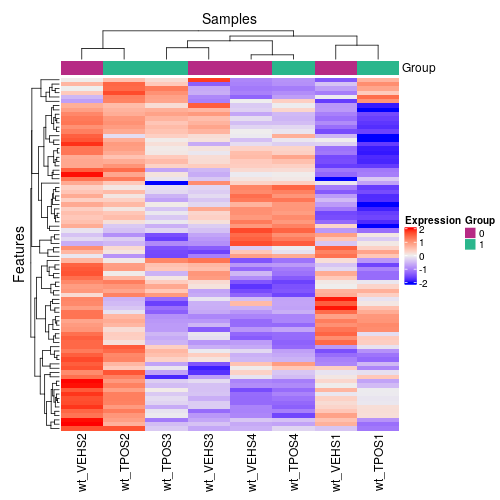 Samples
Group
Features
Expression
2
1
0
-1
-2
Group
0
1
wt_VEHS2
wt_TPOS2
wt_TPOS3
wt_VEHS3
wt_VEHS4
wt_TPOS4
wt_VEHS1
wt_TPOS1